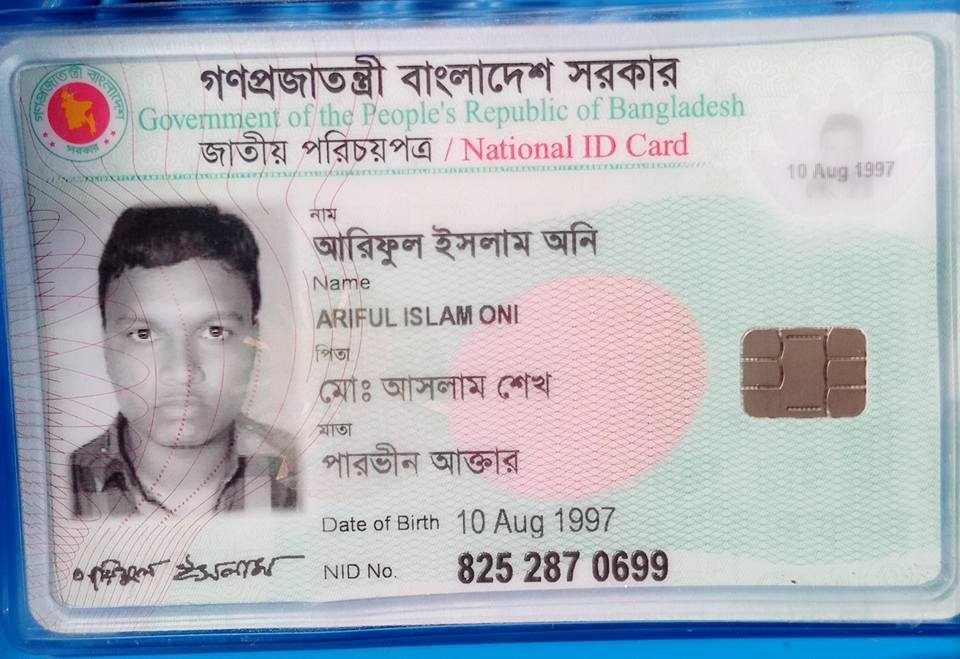 গণপ্রজাতন্ত্রী বাংলাদেশ সরকার
Government of the People's Republic of Bangladesh
জাতীয় পরিচয়পত্র / National ID Card
গণপ্রজাতন্ত্রী বাংলাদেশ
সরকার
10 Aug 1997
নাম
আরিফুল ইসলাম অনি
Name
ARIFUL ISLAM ONI
পিতা
মোঃ আসলাম শেখ
মাতা
পারভীন আক্তার
Date of Birth 10 Aug 1997
ইসলাম
NID No. 825 287 0699